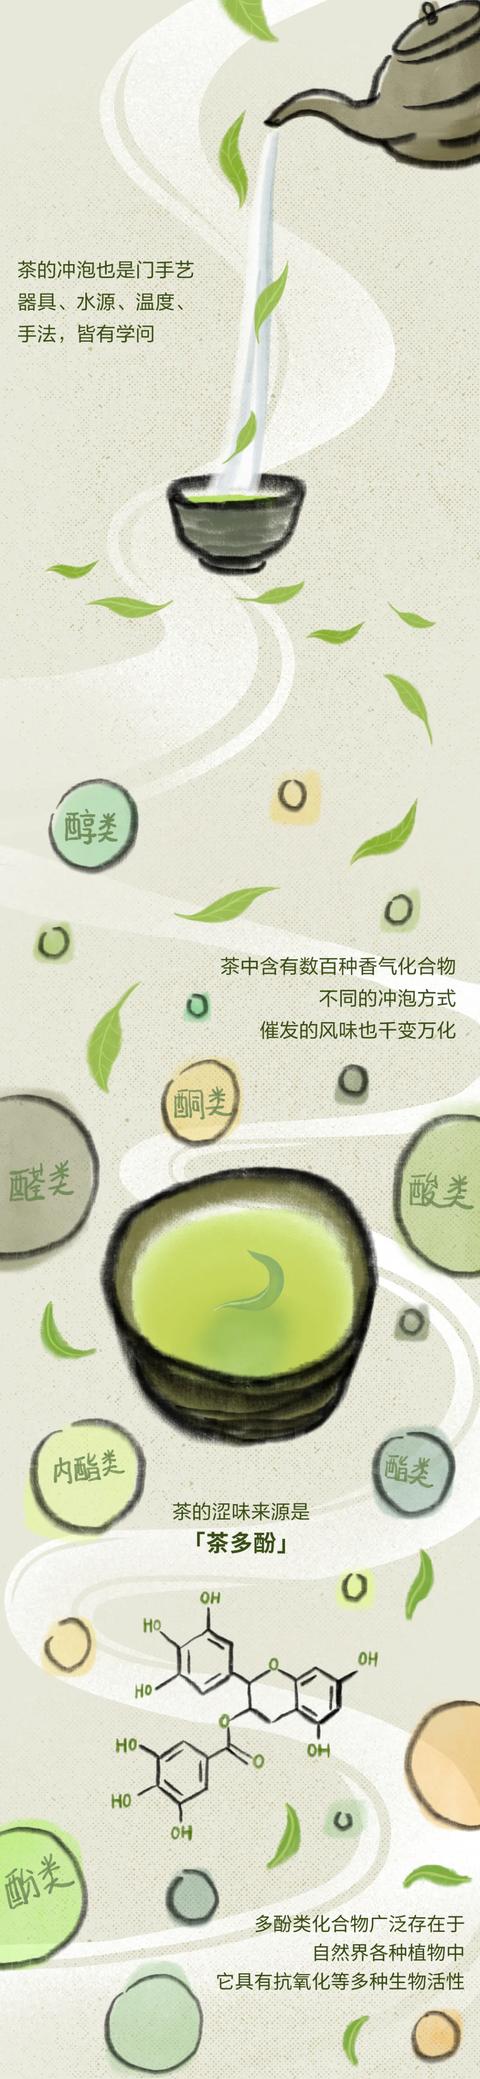 茶的冲泡也是门手艺
器具、水源、温度、
手法，皆有学问
醇类
茶中含有数百种香气化合物
不同的冲泡方式
催发的风味也千变万化
酮类
醛类
酸类
内酯类
酯类
茶的涩味来源是
「茶多酚」
OH
HO
HO
O
OH
O
OH
HO
O
HO
OH
酚类
多酚类化合物广泛存在于
自然界各种植物中
它具有抗氧化等多种生物活性